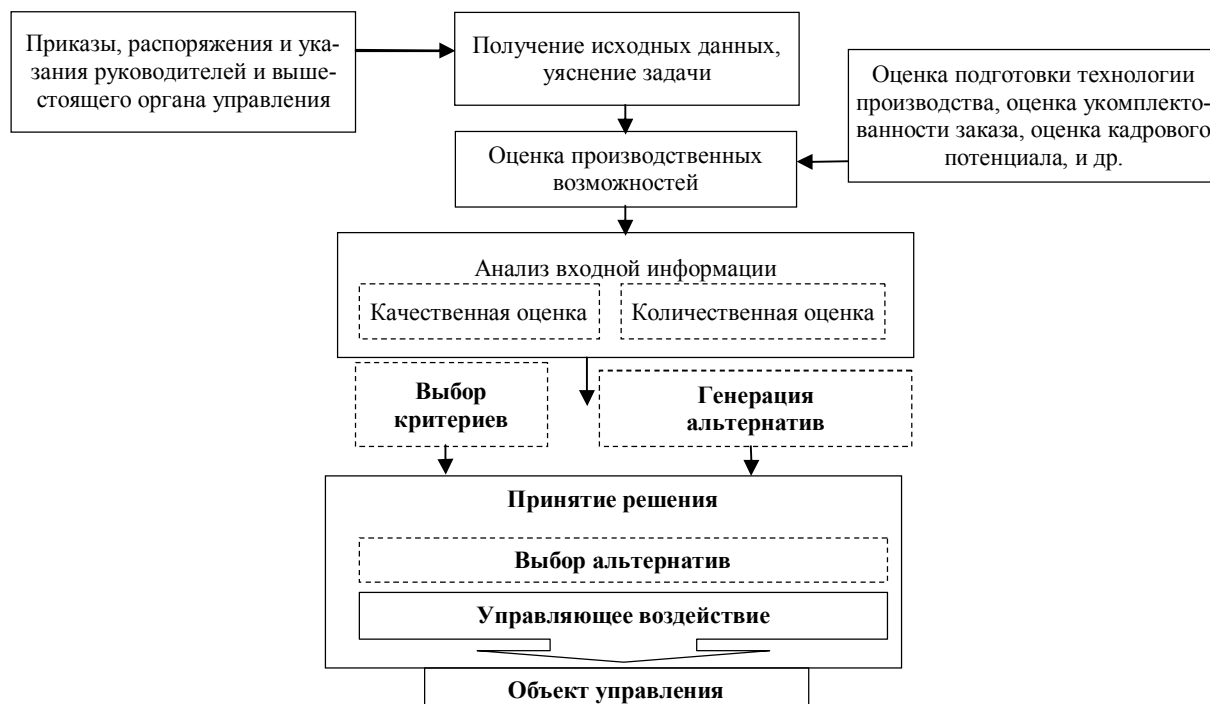 Приказы, распоряжения и ука-
зания руководителей и выше-
стоящего органа управления
Получение исходных данных,
уяснение задачи
Оценка подготовки технологии
производства, оценка укомплекто-
ванности заказа, оценка кадрового
потенциала, и др.
Оценка производственных
возможностей
Анализ входной информации
Качественная оценка
Количественная оценка
Выбор
критериев
Генерация
альтернатив
Принятие решения
Выбор альтернатив
Управляющее воздействие
Объект управления